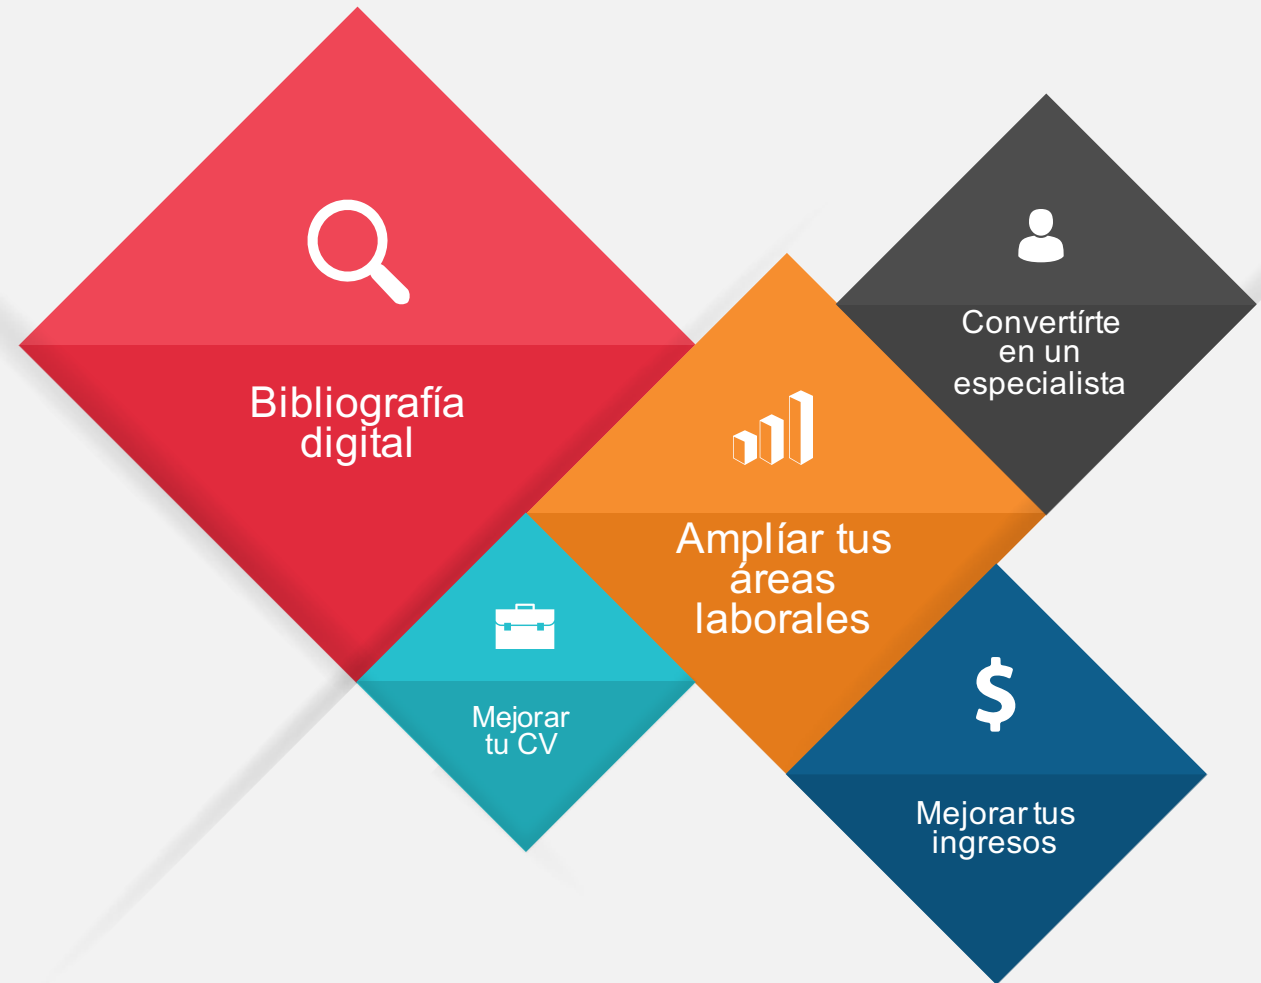 Bibliografía
digital
Convertírte
en un
especialista
Amplíar tus
áreas
laborales
Mejorar
tu CV
Mejorar tus
ingresos